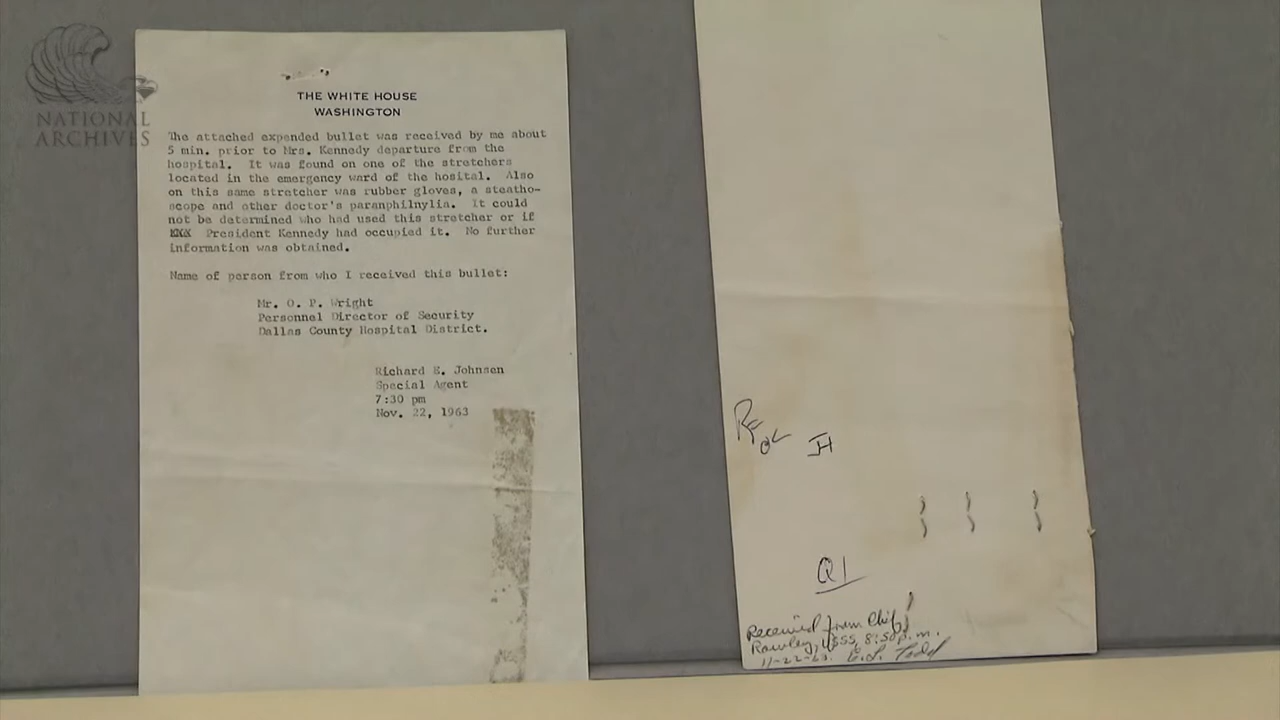 NATIONAL
ARCHIVES
THE WHITE HOUSE
WASHINGTON
The attached expended bullet was received by me about
5 min. prior to Mrs. Kennedy departure from the
hospital. It was found on one of the stretchers
located in the emergency ward of the hosital. Also
on this same stretcher was rubber gloves, a steatho-
scope and other doctor's paranphilnylia. It could
not be determined who had used this stretcher or if
XXX President Kennedy had occupied it. No further
information was obtained.
Name of person from who I received this bullet:
Mr. O. P. Wright
Personnel Director of Security
Dallas County Hospital District.
Richard E. Johnsen
Special Agent
7:30 pm
Nov. 22, 1963
Q1
Received from Chief
Rowley, USSS, 8:50 p.m.
11-22-63. E.L. Todd